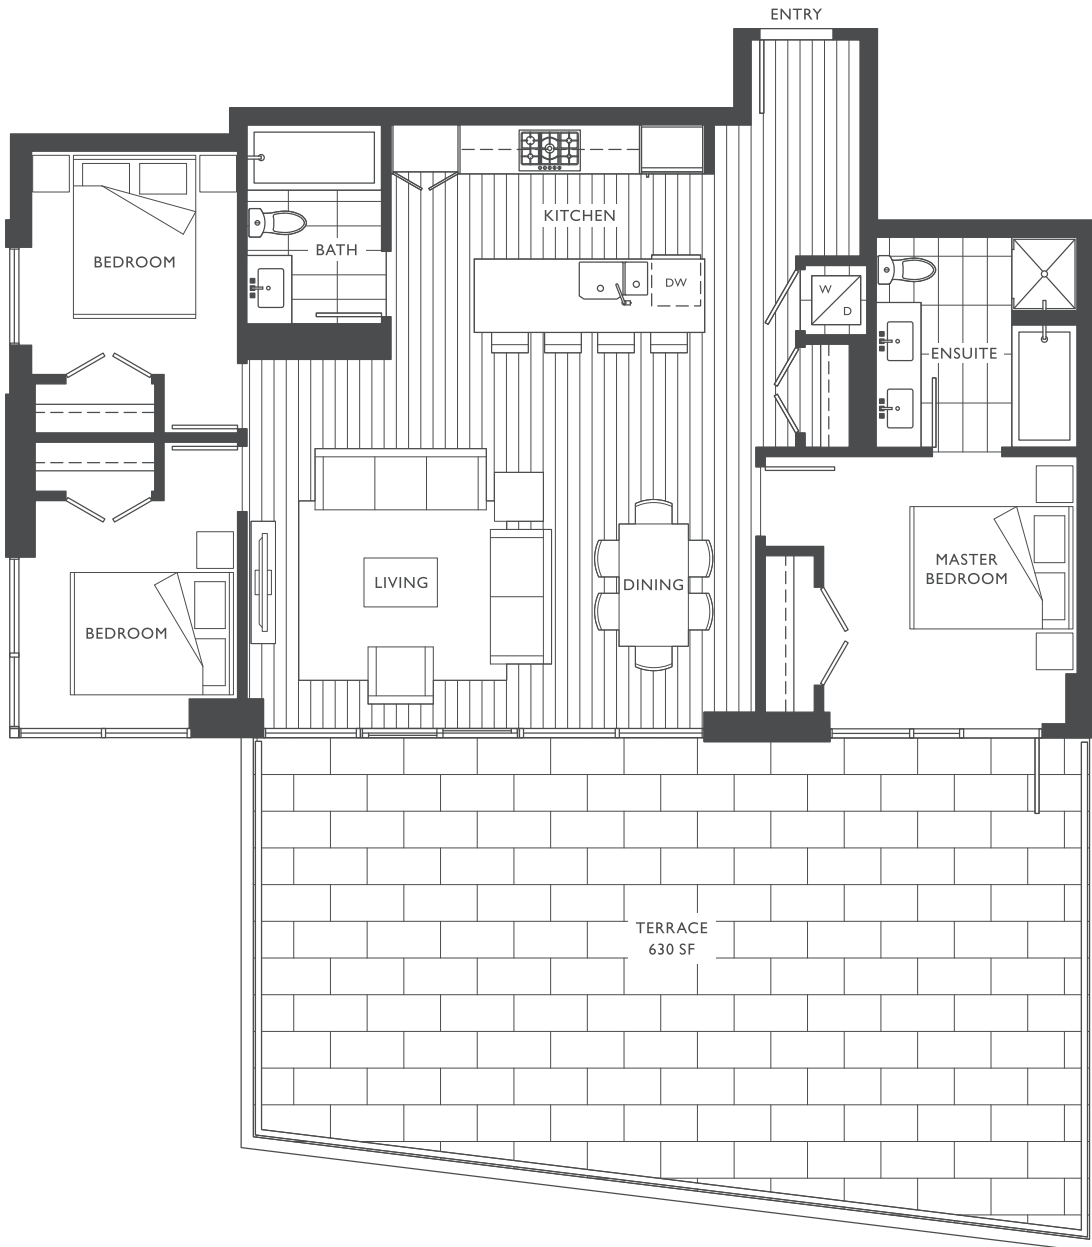 ENTRY
KITCHEN
BATH
BEDROOM
DW
W
D
ENSUITE
LIVING
DINING
MASTER
BEDROOM
BEDROOM
TERRACE
630 SF